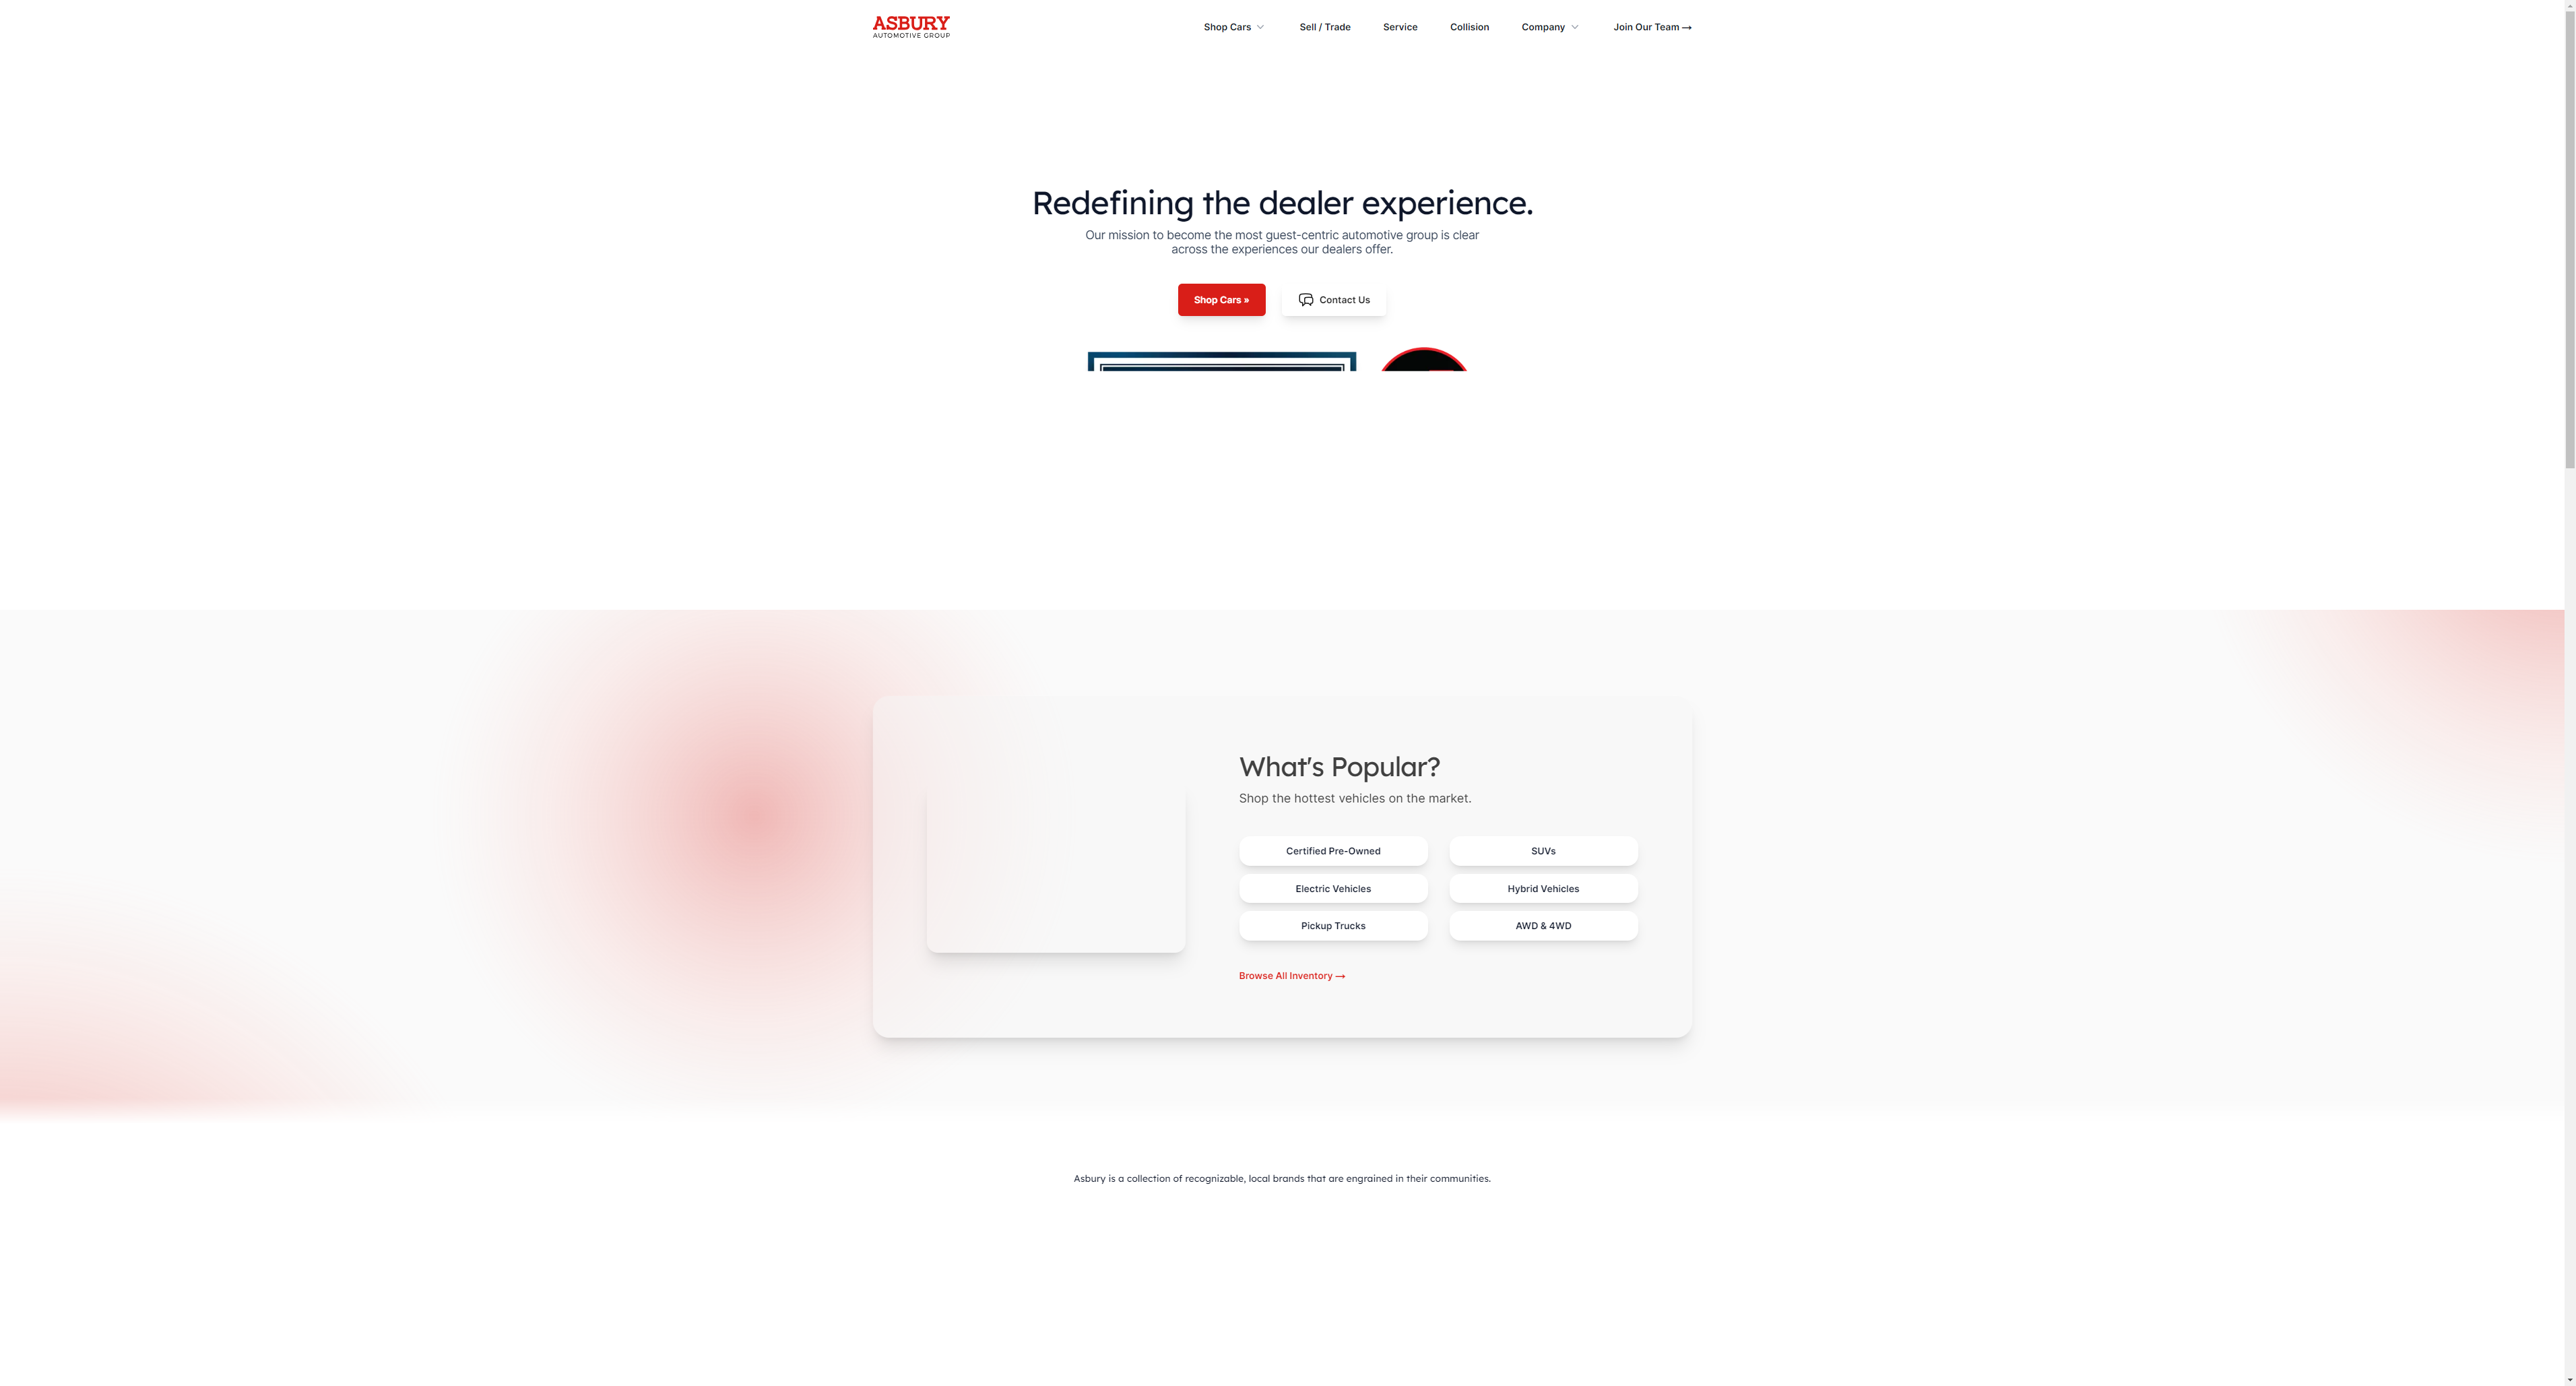 ASBURY
AUTOMOTIVE GROUP
Shop Cars
Sell / Trade
Service
Collision
Company
Join Our Team →
Redefining the dealer experience.
Our mission to become the most guest-centric automotive group is clear
across the experiences our dealers offer.
Shop Cars »
Contact Us
What's Popular?
Shop the hottest vehicles on the market.
Certified Pre-Owned
SUVs
Electric Vehicles
Hybrid Vehicles
Pickup Trucks
AWD & 4WD
Browse All Inventory →
Asbury is a collection of recognizable, local brands that are engrained in their communities.